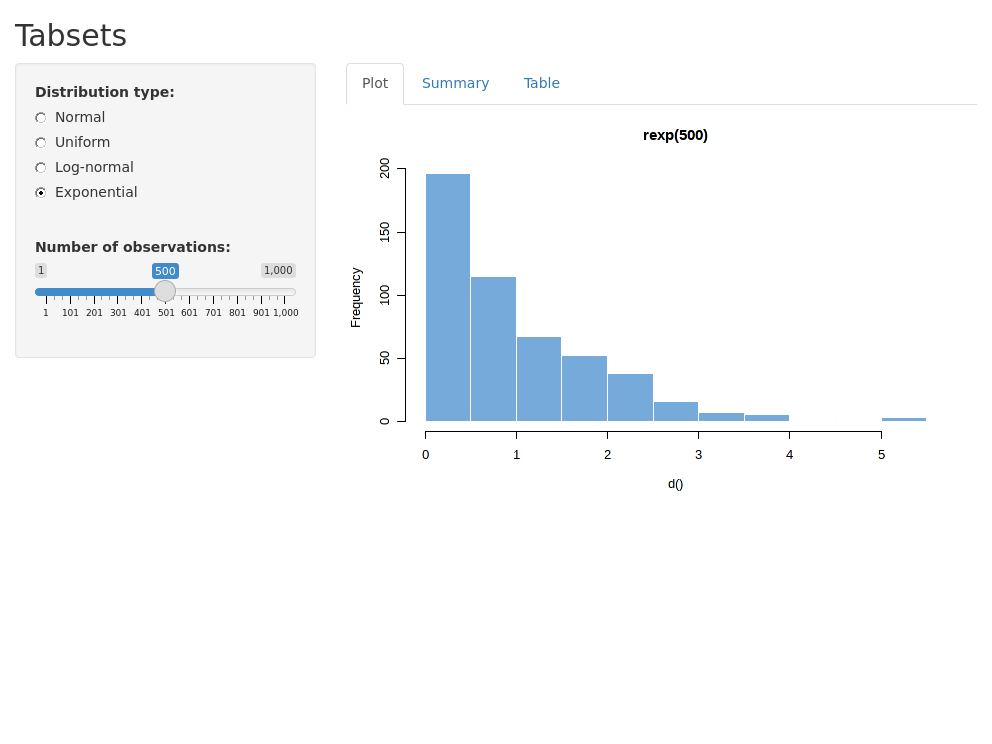 Tabsets
Distribution type:
Normal
Uniform
Log-normal
Exponential
Number of observations:
1 500 1,000
1 101 201 301 401 501 601 701 801 901 1,000
Plot Summary Table
rexp(500)
Frequency
200
150
100
50
0
0 1 2 3 4 5
d()